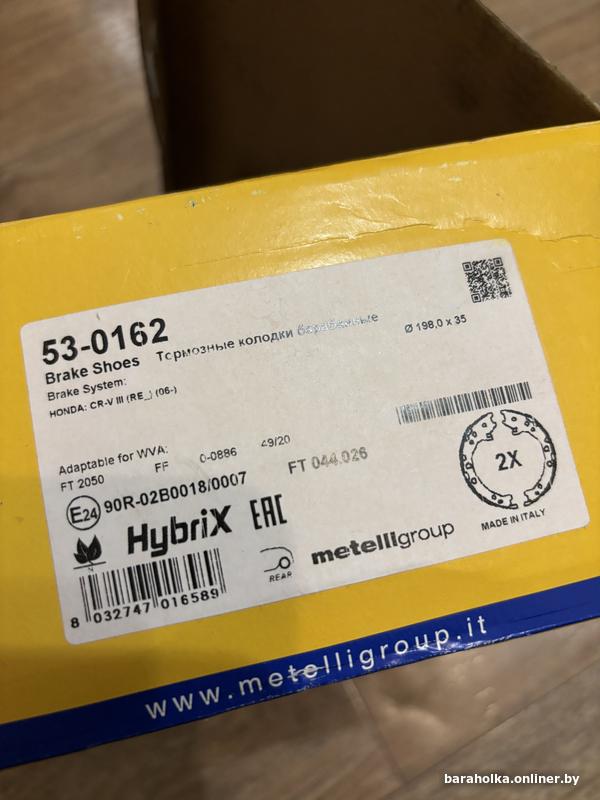 53-0162
Brake Shoes Тормозные колодки барабанные Ø 198,0 x 35
Brake System:
HONDA: CR-V III (RE_) (06-)
Adaptable for WVA:
FT 2050 FF 0-0886 49/20 FT 044.026
E24 90R-02B0018/0007
2X
MADE IN ITALY
HybriX EAC
REAR
metelligroup
8 032747 016589
www.metelligroup.it
baraholka.onliner.by